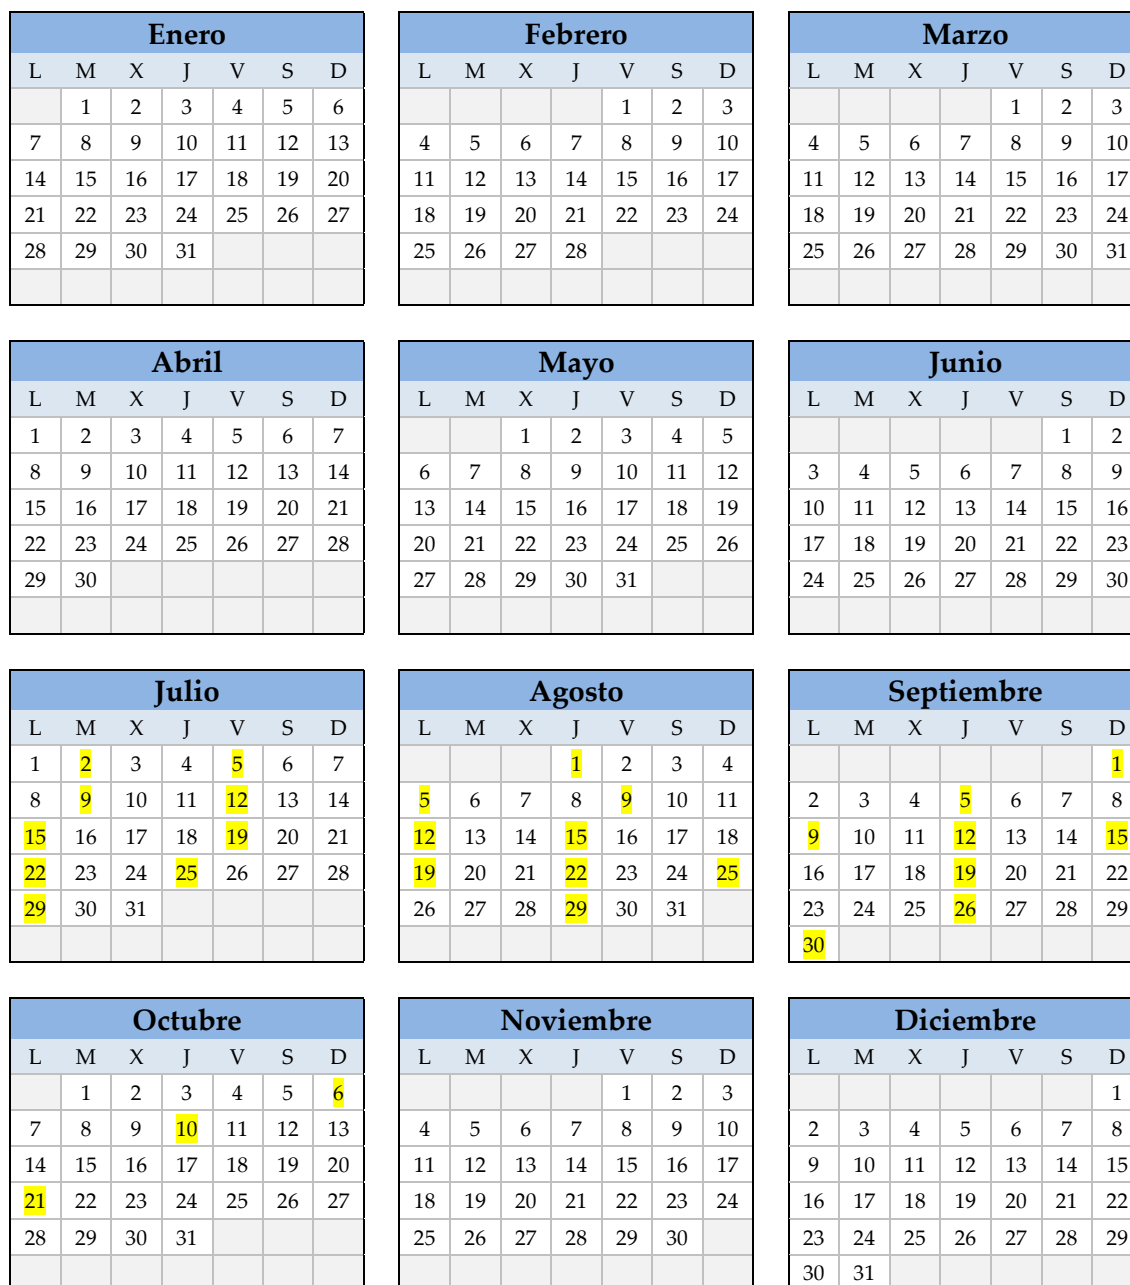 Enero
L M X J V S D
1 2 3 4 5 6
7 8 9 10 11 12 13
14 15 16 17 18 19 20
21 22 23 24 25 26 27
28 29 30 31
Febrero
L M X J V S D
1 2 3
4 5 6 7 8 9 10
11 12 13 14 15 16 17
18 19 20 21 22 23 24
25 26 27 28
Marzo
L M X J V S D
1 2 3
4 5 6 7 8 9 10
11 12 13 14 15 16 17
18 19 20 21 22 23 24
25 26 27 28 29 30 31
Abril
L M X J V S D
1 2 3 4 5 6 7
8 9 10 11 12 13 14
15 16 17 18 19 20 21
22 23 24 25 26 27 28
29 30
Mayo
L M X J V S D
1 2 3 4 5
6 7 8 9 10 11 12
13 14 15 16 17 18 19
20 21 22 23 24 25 26
27 28 29 30 31
Junio
L M X J V S D
1 2
3 4 5 6 7 8 9
10 11 12 13 14 15 16
17 18 19 20 21 22 23
24 25 26 27 28 29 30
Julio
L M X J V S D
1 2 3 4 5 6 7
8 9 10 11 12 13 14
15 16 17 18 19 20 21
22 23 24 25 26 27 28
29 30 31
Agosto
L M X J V S D
1 2 3 4
5 6 7 8 9 10 11
12 13 14 15 16 17 18
19 20 21 22 23 24 25
26 27 28 29 30 31
Septiembre
L M X J V S D
1
2 3 4 5 6 7 8
9 10 11 12 13 14 15
16 17 18 19 20 21 22
23 24 25 26 27 28 29
30
Octubre
L M X J V S D
1 2 3 4 5 6
7 8 9 10 11 12 13
14 15 16 17 18 19 20
21 22 23 24 25 26 27
28 29 30 31
Noviembre
L M X J V S D
1 2 3
4 5 6 7 8 9 10
11 12 13 14 15 16 17
18 19 20 21 22 23 24
25 26 27 28 29 30
Diciembre
L M X J V S D
1
2 3 4 5 6 7 8
9 10 11 12 13 14 15
16 17 18 19 20 21 22
23 24 25 26 27 28 29
30 31